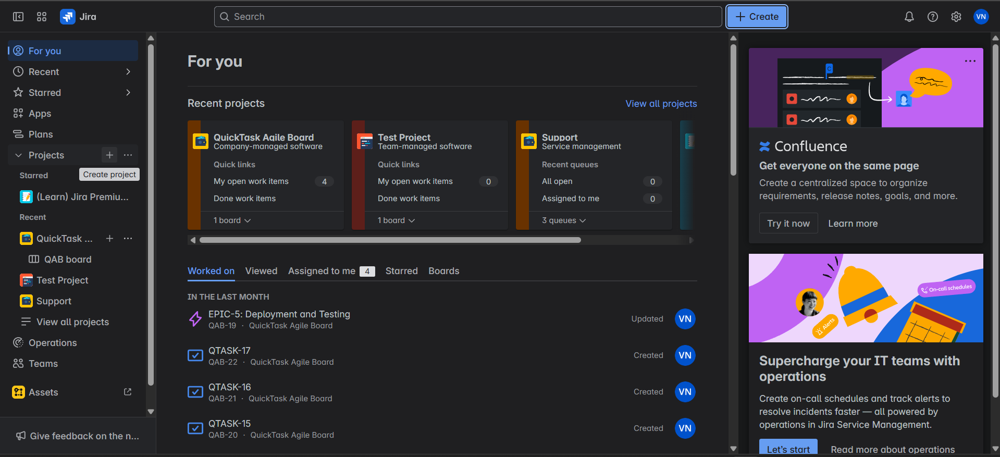 Jira
Search
Create
VN
For you
Recent
Starred
Apps
Plans
Projects
Create project
Starred
(Learn) Jira Premiu...
Recent
QuickTask ...
QAB board
Test Project
Support
View all projects
Operations
Teams
Assets
Give feedback on the n...
For you
Recent projects
View all projects
QuickTask Agile Board
Company-managed software
Quick links
My open work items 4
Done work items
1 board
Test Project
Team-managed software
Quick links
My open work items 0
Done work items
1 board
Support
Service management
Recent queues
All open 0
Assigned to me 0
3 queues
Worked on Viewed Assigned to me 4 Starred Boards
IN THE LAST MONTH
EPIC-5: Deployment and Testing
QAB-19 · QuickTask Agile Board
Updated VN
QTASK-17
QAB-22 · QuickTask Agile Board
Created VN
QTASK-16
QAB-21 · QuickTask Agile Board
Created VN
QTASK-15
QAB-20 · QuickTask Agile Board
Created VN
C
Confluence
Get everyone on the same page
Create a centralized space to organize
requirements, release notes, goals, and more.
Try it now Learn more
On-call schedules
Alerts
Supercharge your IT teams with
operations
Create on-call schedules and track alerts to
resolve incidents faster — all powered by
operations in Jira Service Management.
Let's start Read more about operations